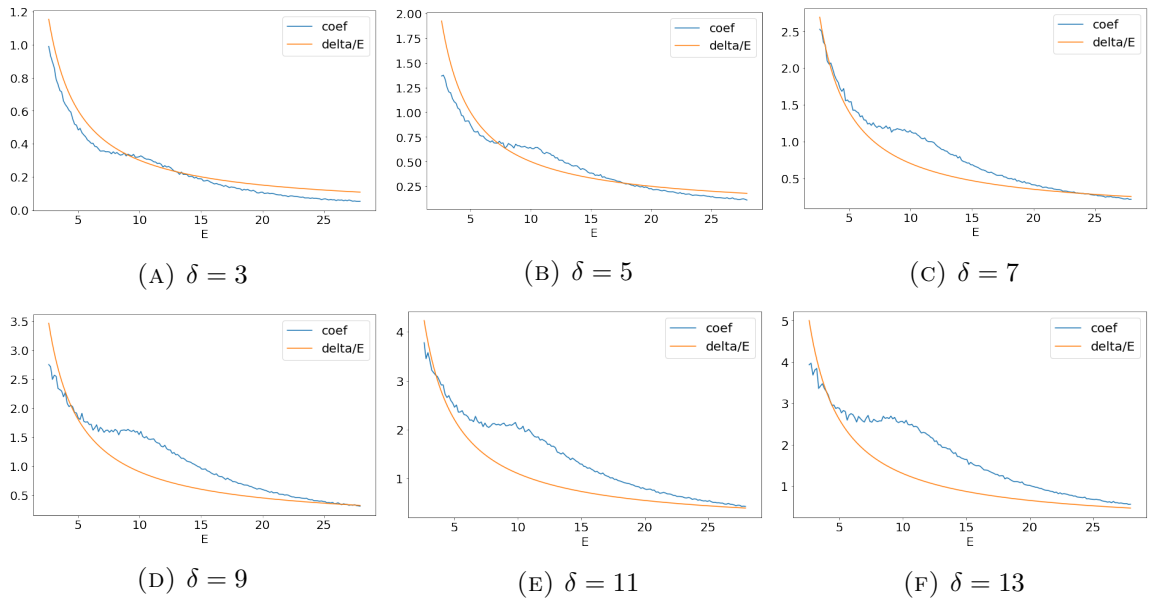 1.2
1.0
0.8
0.6
0.4
0.2
0.0
5 10 15 20 25
E
coef
delta/E
(A) δ = 3
2.00
1.75
1.50
1.25
1.00
0.75
0.50
0.25
5 10 15 20 25
E
coef
delta/E
(B) δ = 5
2.5
2.0
1.5
1.0
0.5
5 10 15 20 25
E
coef
delta/E
(C) δ = 7
3.5
3.0
2.5
2.0
1.5
1.0
0.5
5 10 15 20 25
E
coef
delta/E
(D) δ = 9
4
3
2
1
5 10 15 20 25
E
coef
delta/E
(E) δ = 11
5
4
3
2
1
5 10 15 20 25
E
coef
delta/E
(F) δ = 13